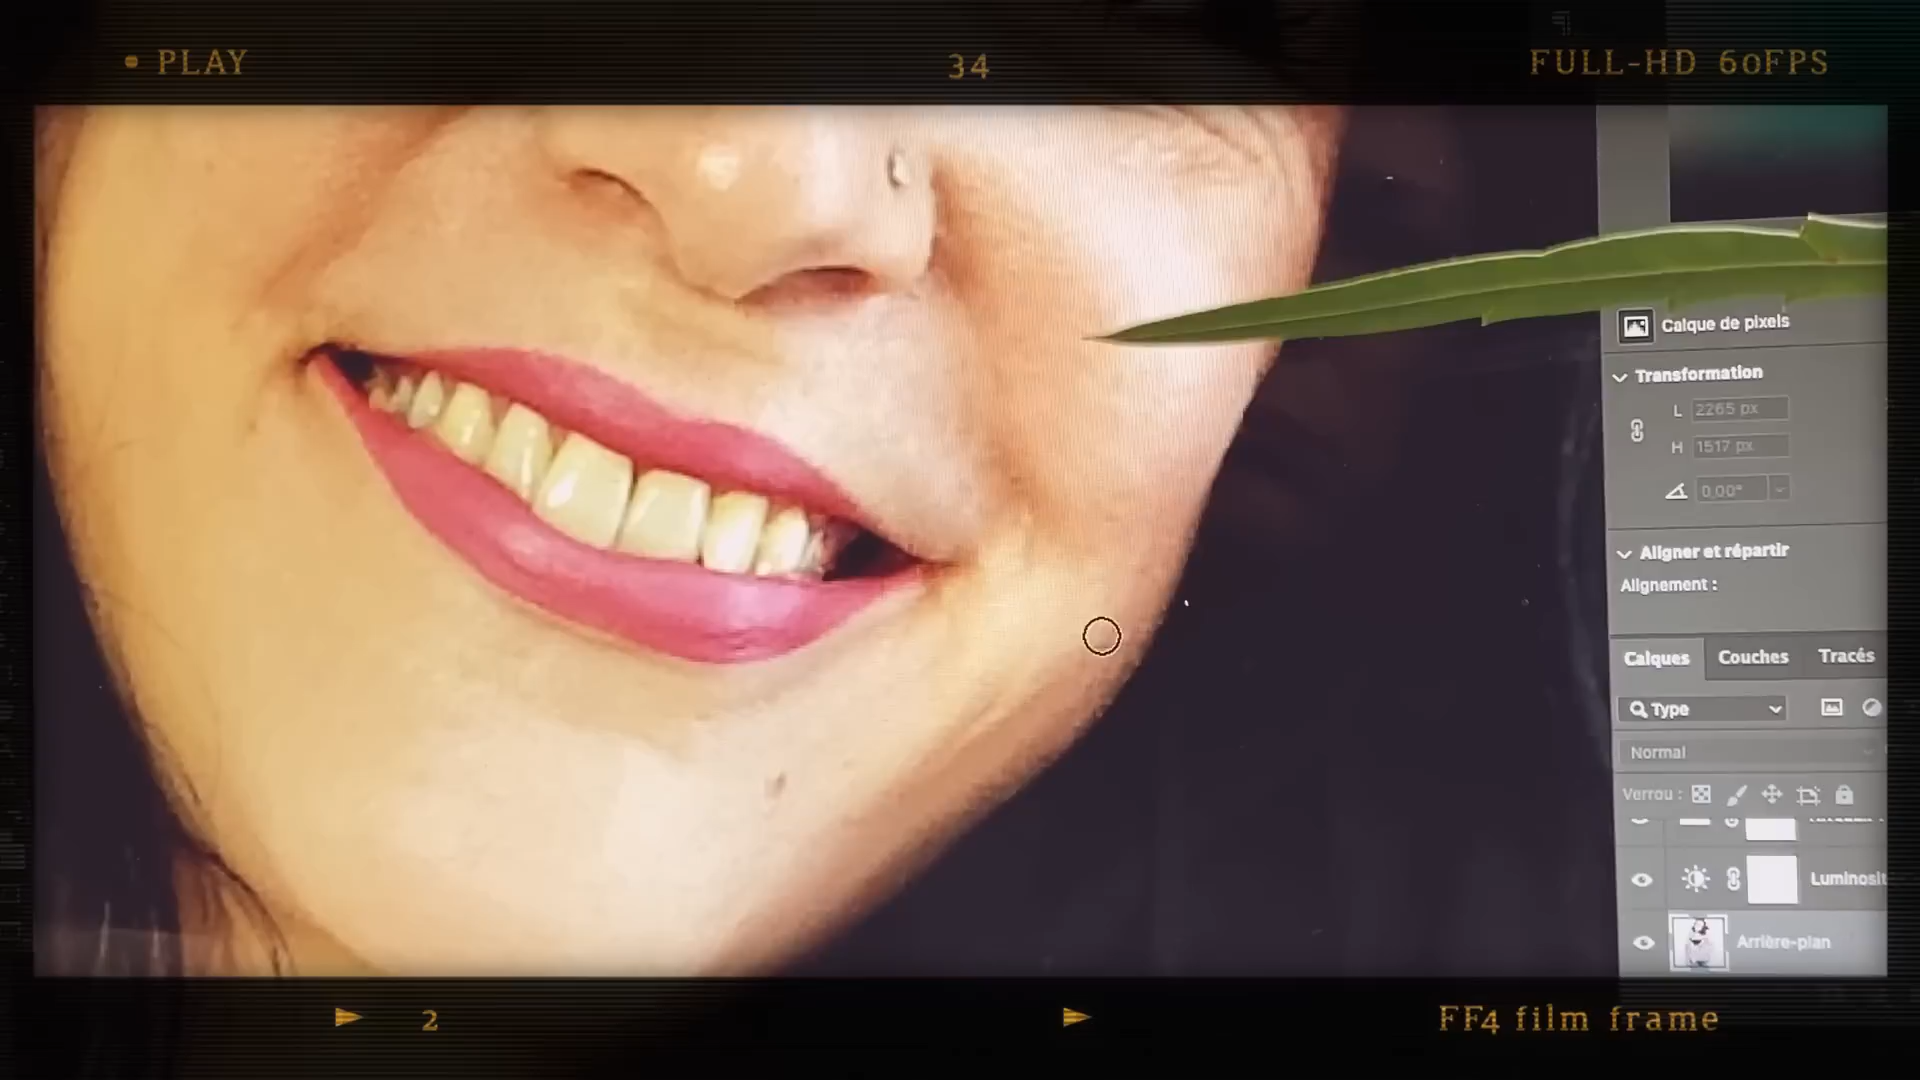 PLAY
34
FULL-HD 60FPS
Calque de pixels
Transformation
L 2265 px
H 1517 px
0,00°
Aligner et répartir
Alignement :
Calques Couches Tracés
Type
Normal
Verrou :
Arrière-plan
2
FF4 film frame